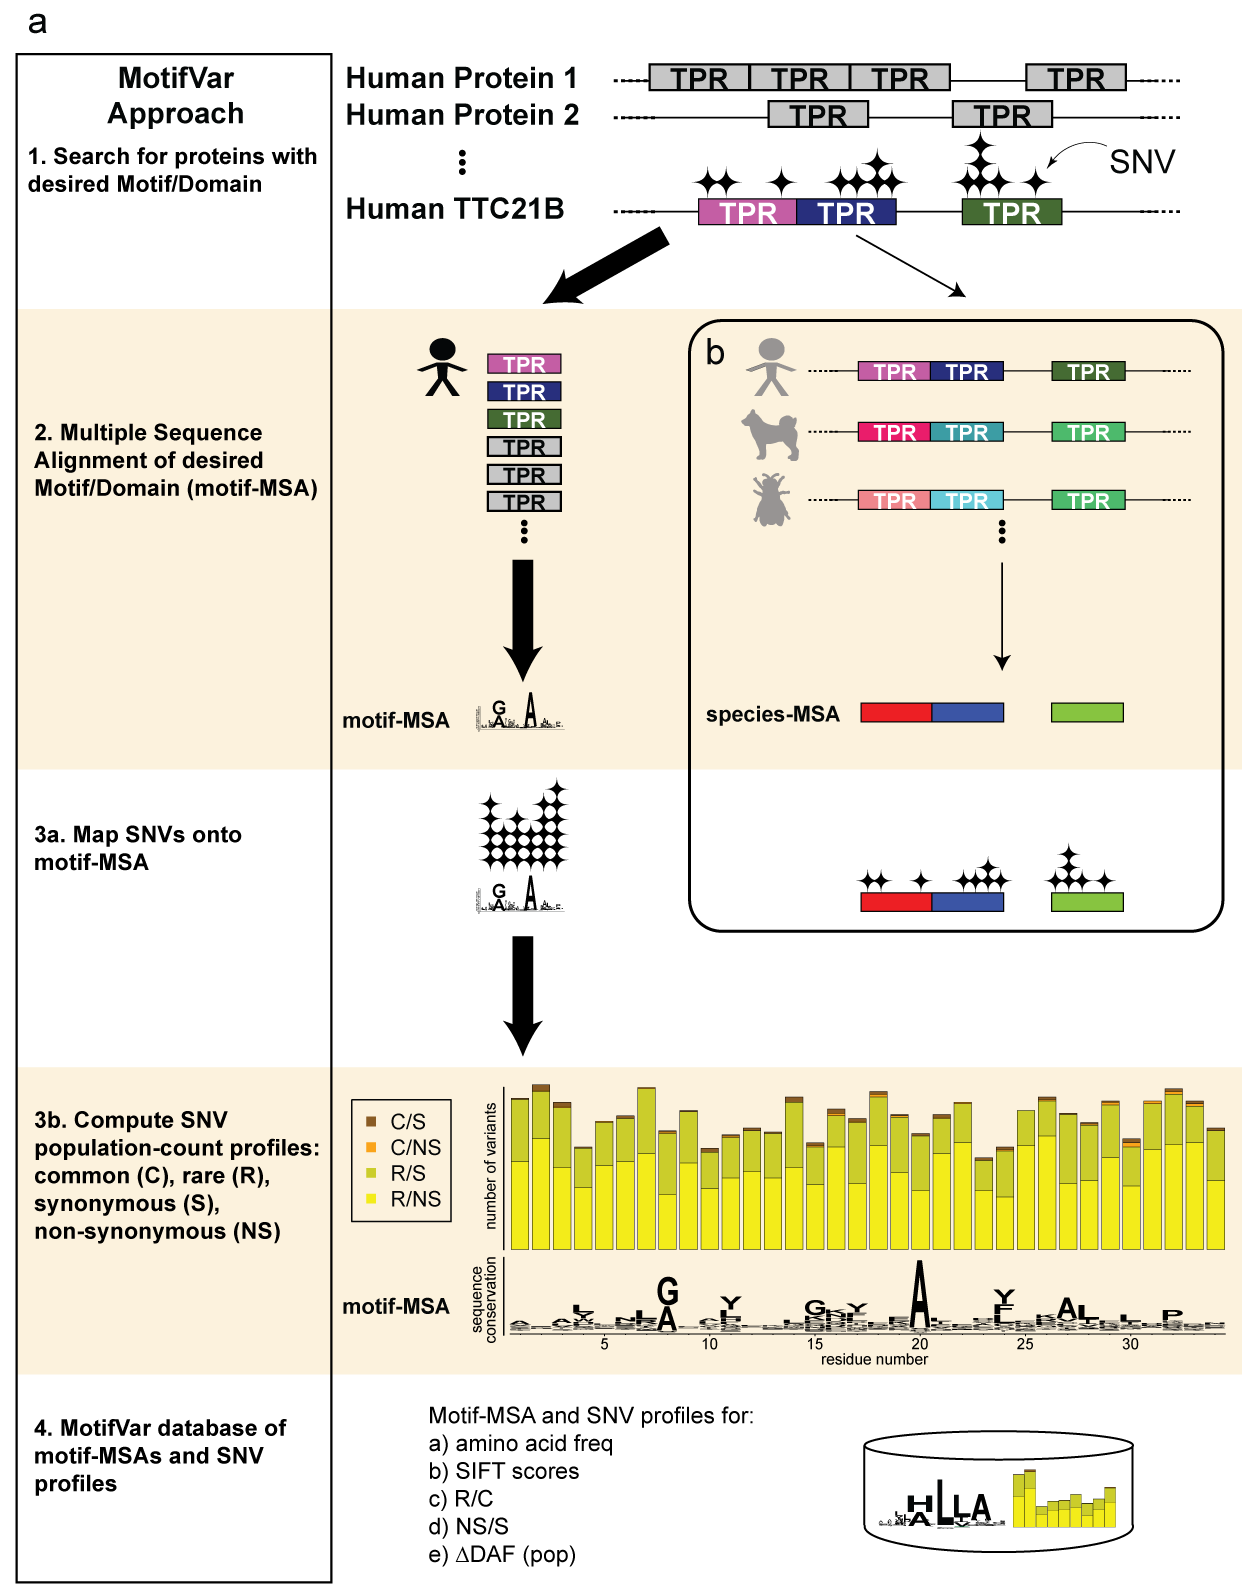 a
MotifVar
Approach
1. Search for proteins with
desired Motif/Domain
Human Protein 1
TPR TPR TPR TPR
Human Protein 2
TPR TPR
SNV
Human TTC21B
TPR TPR TPR
2. Multiple Sequence
Alignment of desired
Motif/Domain (motif-MSA)
TPR
TPR
TPR
TPR
TPR
TPR
motif-MSA
G
A A
b
TPR TPR TPR
TPR TPR TPR
TPR TPR TPR
species-MSA
3a. Map SNVs onto
motif-MSA
G
A A
3b. Compute SNV
population-count profiles:
common (C), rare (R),
synonymous (S),
non-synonymous (NS)
C/S
C/NS
R/S
R/NS
number of variants
motif-MSA
sequence
conservation
G Y G Y A Y A L P
A
5 10 15 20 25 30
residue number
4. MotifVar database of
motif-MSAs and SNV
profiles
Motif-MSA and SNV profiles for:
a) amino acid freq
b) SIFT scores
c) R/C
d) NS/S
e) ΔDAF (pop)
H L L A
A